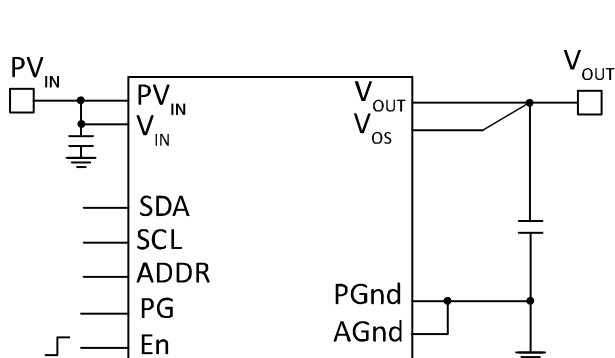 PVIN
VOUT
PVIN
VIN
SDA
SCL
ADDR
PG
En
VOUT
VOS
PGnd
AGnd